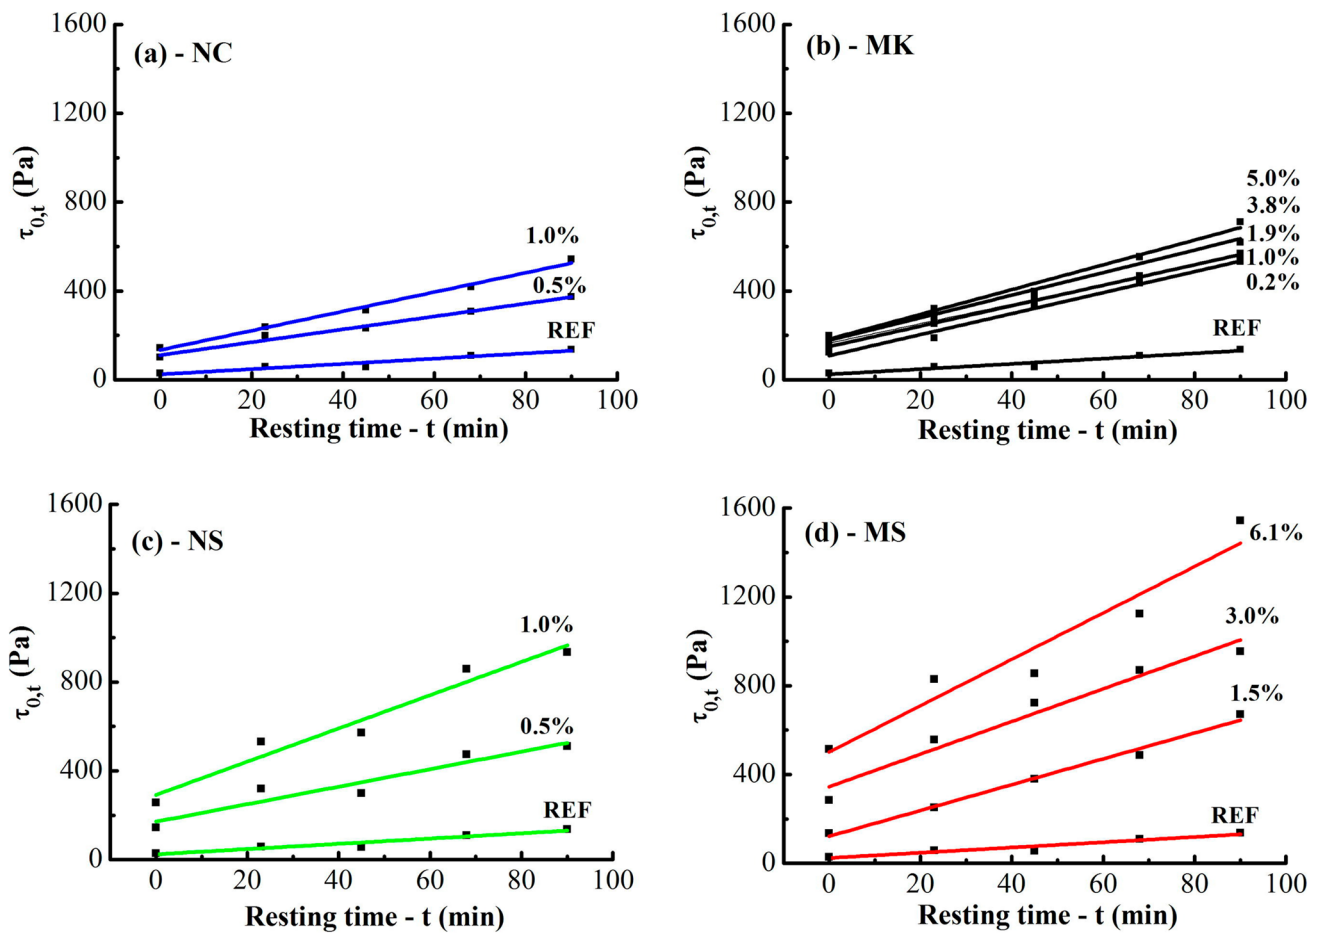 1600
(a) - NC
1200
800
400
0
τ0,t (Pa)
1.0%
0.5%
REF
0 20 40 60 80 100
Resting time - t (min)
1600
(b) - MK
1200
800
400
0
τ0,t (Pa)
5.0%
3.8%
1.9%
1.0%
0.2%
REF
0 20 40 60 80 100
Resting time - t (min)
1600
(c) - NS
1200
800
400
0
τ0,t (Pa)
1.0%
0.5%
REF
0 20 40 60 80 100
Resting time - t (min)
1600
(d) - MS
1200
800
400
0
τ0,t (Pa)
6.1%
3.0%
1.5%
REF
0 20 40 60 80 100
Resting time - t (min)